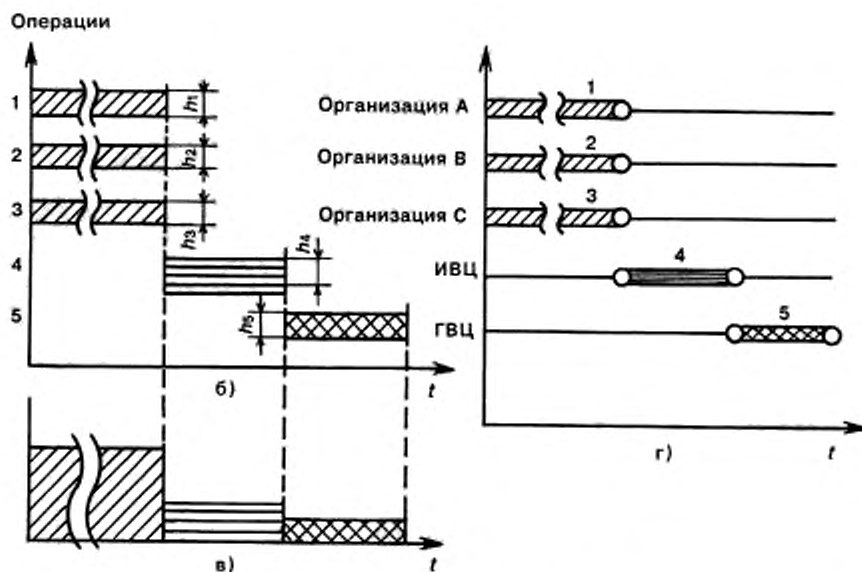 Операции
1
h1
2
h2
3
h3
4
h4
5
h5
б)
t
в)
t
Организация А
1
Организация В
2
Организация С
3
ИВЦ
4
ГВЦ
5
г)
t